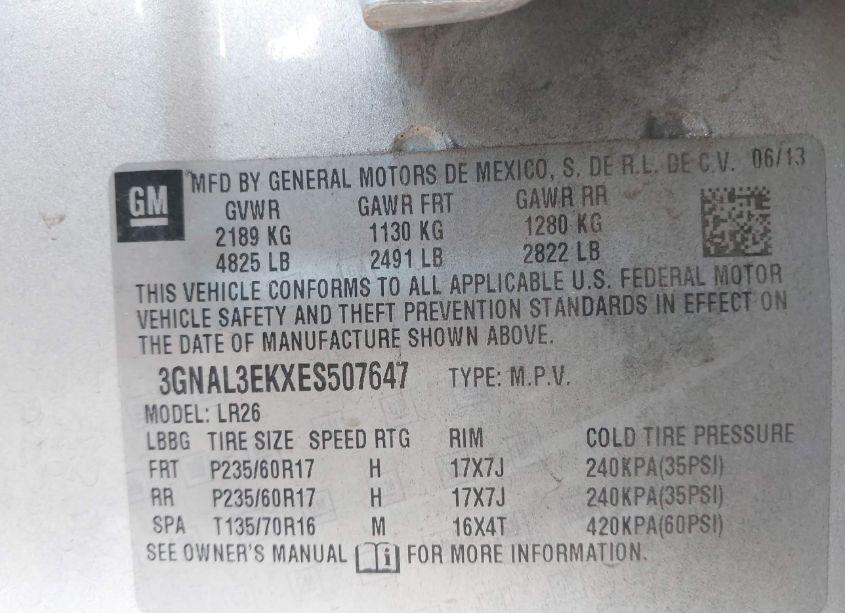 GM
MFD BY GENERAL MOTORS DE MEXICO, S. DE R.L. DE C.V. 06/13
GVWR GAWR FRT GAWR RR
2189 KG 1130 KG 1280 KG
4825 LB 2491 LB 2822 LB
THIS VEHICLE CONFORMS TO ALL APPLICABLE U.S. FEDERAL MOTOR
VEHICLE SAFETY AND THEFT PREVENTION STANDARDS IN EFFECT ON
THE DATE OF MANUFACTURE SHOWN ABOVE.
3GNAL3EKXES507647 TYPE: M.P.V.
MODEL: LR26
LBBG TIRE SIZE SPEED RTG RIM COLD TIRE PRESSURE
FRT P235/60R17 H 17X7J 240KPA(35PSI)
RR P235/60R17 H 17X7J 240KPA(35PSI)
SPA T135/70R16 M 16X4T 420KPA(60PSI)
SEE OWNER'S MANUAL i FOR MORE INFORMATION.